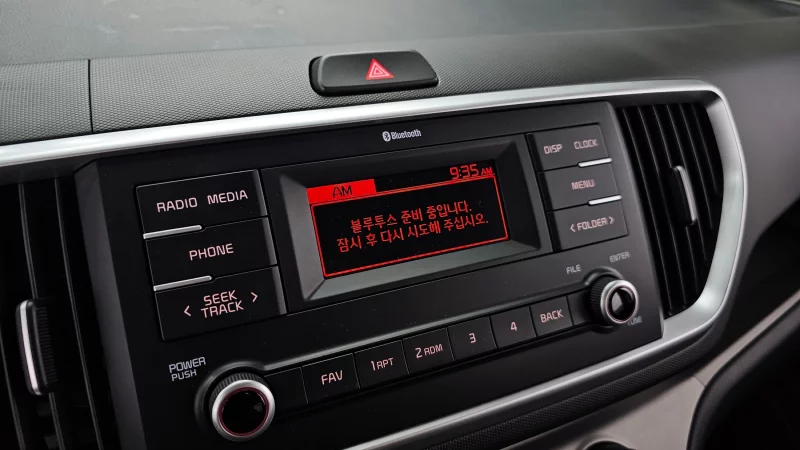 Bluetooth
DISP CLOCK
RADIO MEDIA
AM 9:35 AM
MENU
블루투스 준비 중입니다.
잠시 후 다시 시도해 주십시오.
PHONE
< FOLDER >
< SEEK >
TRACK
FILE ENTER
POWER
PUSH
FAV 1 RPT 2 RDM 3 4 BACK
TUNE